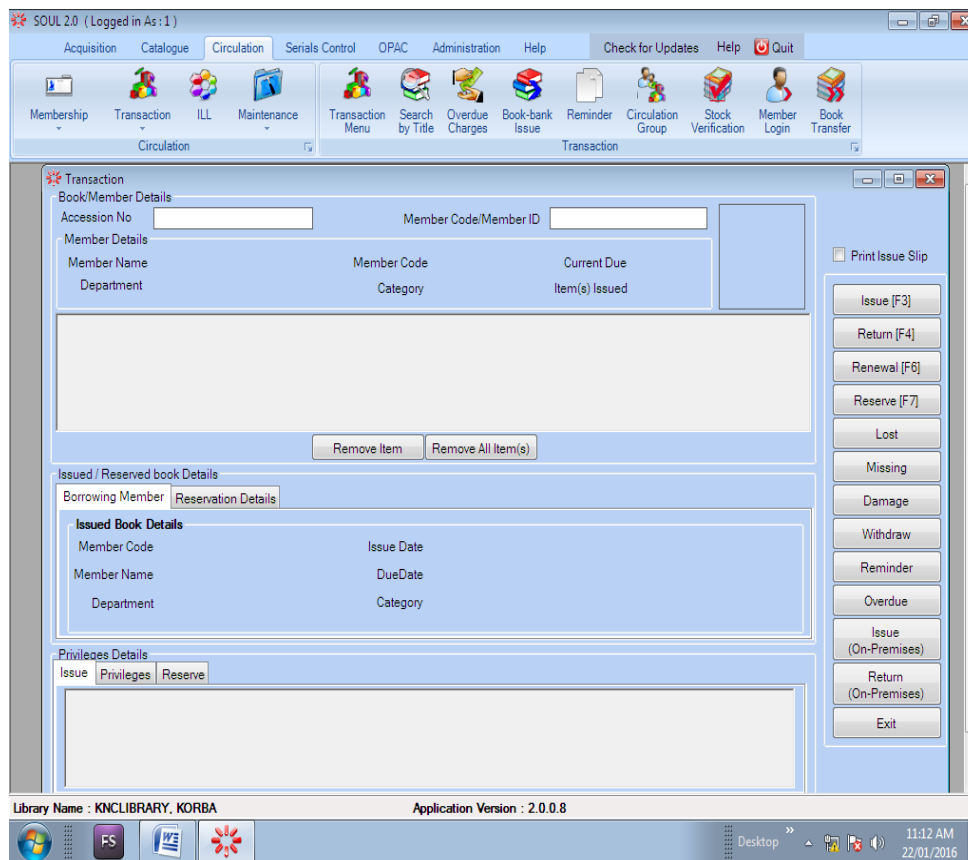 SOUL 2.0 ( Logged in As : 1 )
Acquisition Catalogue Circulation Serials Control OPAC Administration Help Check for Updates Help Quit
Membership Transaction ILL Maintenance Transaction Menu Search by Title Overdue Charges Book-bank Issue Reminder Circulation Group Stock Verification Member Login Book Transfer
Circulation Transaction
Transaction
Book/Member Details
Accession No Member Code/Member ID
Member Details
Member Name Member Code Current Due
Department Category Item(s) Issued
Print Issue Slip
Issue [F3]
Return [F4]
Renewal [F6]
Reserve [F7]
Lost
Missing
Damage
Withdraw
Reminder
Overdue
Issue
(On-Premises)
Return
(On-Premises)
Exit
Remove Item Remove All Item(s)
Issued / Reserved book Details
Borrowing Member Reservation Details
Issued Book Details
Member Code Issue Date
Member Name DueDate
Department Category
Privileges Details
Issue Privileges Reserve
Library Name : KNCLIBRARY, KORBA Application Version : 2.0.0.8
FS Desktop » 11:12 AM
22/01/2016